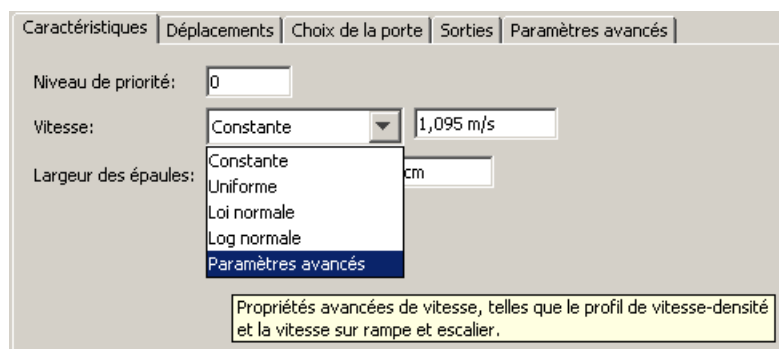 Caractéristiques Déplacements Choix de la porte Sorties Paramètres avancés
Niveau de priorité: 0
Vitesse: Constante 1,095 m/s
Largeur des épaules: cm
Constante
Uniforme
Loi normale
Log normale
Paramètres avancés
Propriétés avancées de vitesse, telles que le profil de vitesse-densité
et la vitesse sur rampe et escalier.